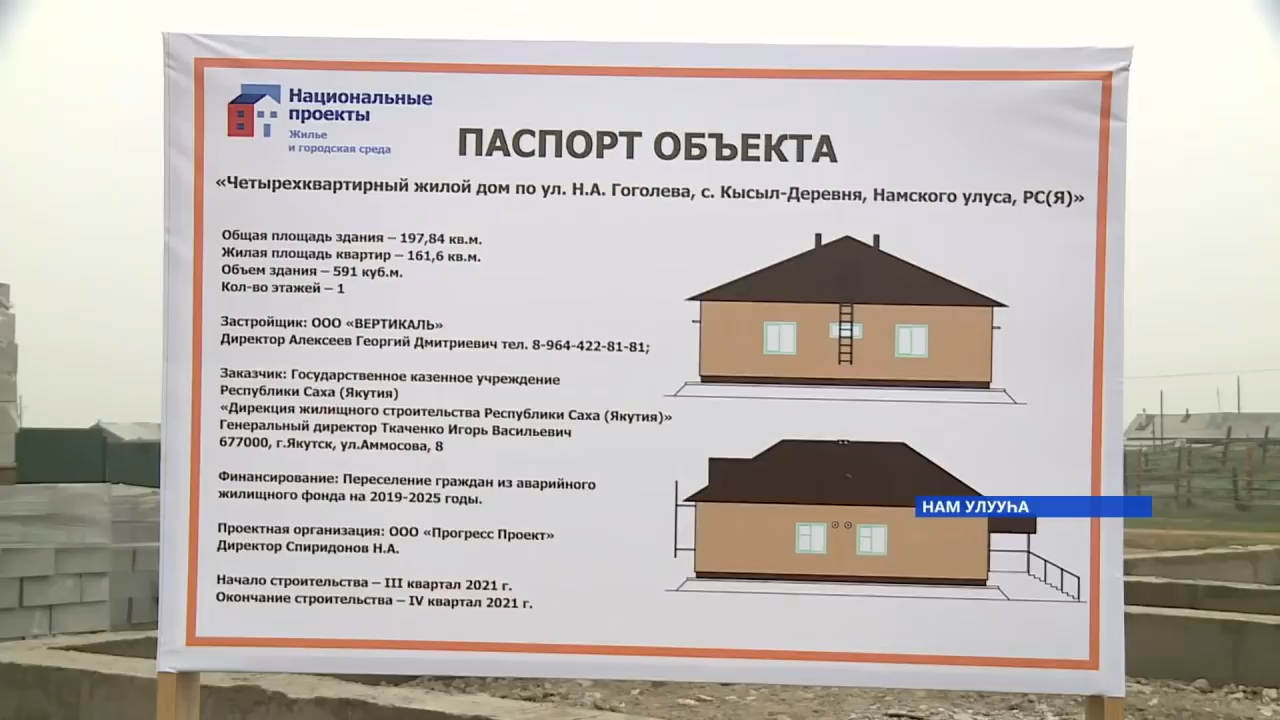 Национальные
проекты
Жилье
и городская среда
ПАСПОРТ ОБЪЕКТА
«Четырехквартирный жилой дом по ул. Н.А. Гоголева, с. Кысыл-Деревня, Намского улуса, РС(Я)»
Общая площадь здания – 197,84 кв.м.
Жилая площадь квартир – 161,6 кв.м.
Объем здания – 591 куб.м.
Кол-во этажей – 1
Застройщик: ООО «ВЕРТИКАЛЬ»
Директор Алексеев Георгий Дмитриевич тел. 8-964-422-81-81;
Заказчик: Государственное казенное учреждение
Республики Саха (Якутия)
«Дирекция жилищного строительства Республики Саха (Якутия)»
Генеральный директор Ткаченко Игорь Васильевич
677000, г.Якутск, ул.Аммосова, 8
Финансирование: Переселение граждан из аварийного
жилищного фонда на 2019-2025 годы.
Проектная организация: ООО «Прогресс Проект»
Директор Спиридонов Н.А.
Начало строительства – III квартал 2021 г.
Окончание строительства – IV квартал 2021 г.
НАМ УЛУУҺА